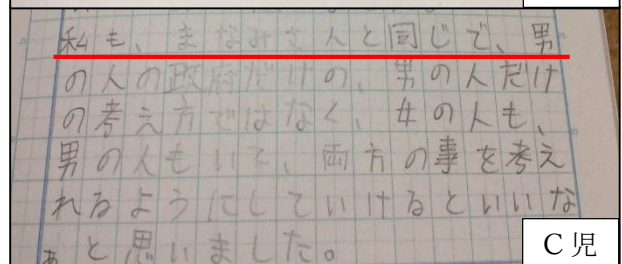 私も、まなみさんと同じで、男
の人の政府だけの、男の人だけ
の考え方ではなく、女の人も、
男の人もいて、両方の事を考え
れるようにしていけるといいな
ぁと思いました。
C児